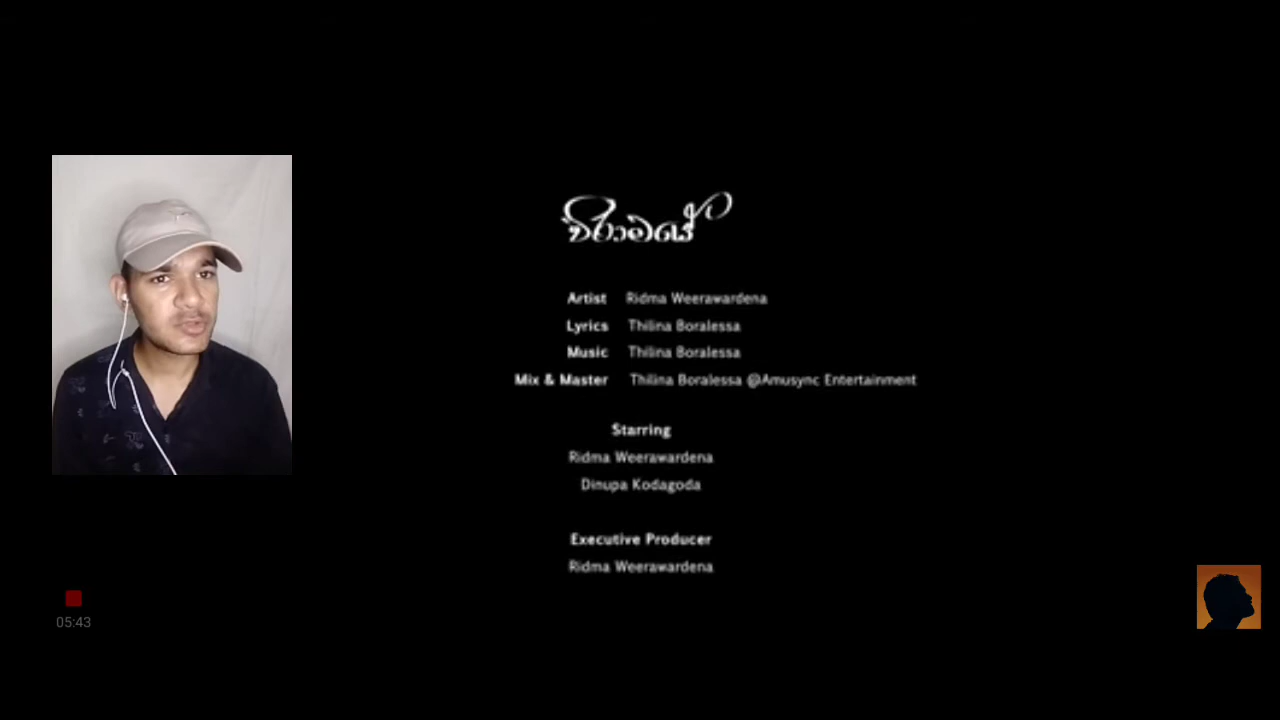 විරාමයේ
Artist Ridma Weerawardena
Lyrics Thilina Boralessa
Music Thilina Boralessa
Mix & Master Thilina Boralessa @Amusync Entertainment
Starring
Ridma Weerawardena
Dinupa Kodagoda
Executive Producer
Ridma Weerawardena
05:43